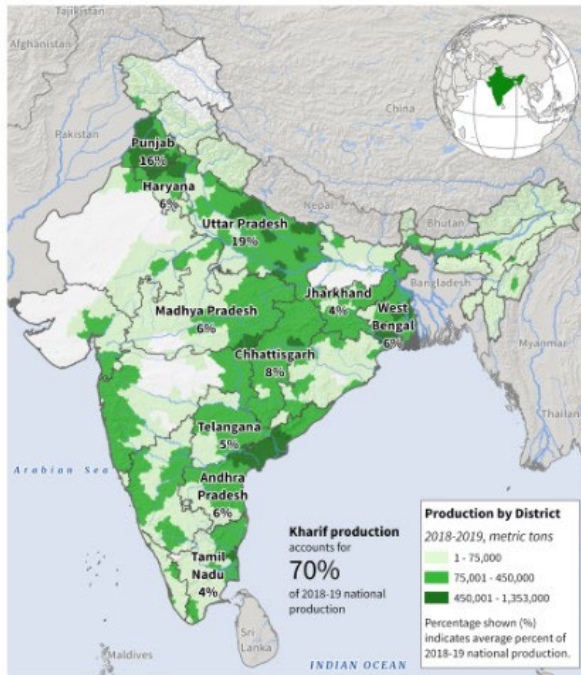 Tajikistan
Afghanistan
China
Pakistan
Punjab
16%
Haryana
6%
Nepal
Uttar Pradesh
19%
Bhutan
Bangladesh
Jharkhand
4%
West
Bengal
6%
Madhya Pradesh
6%
Myanmar
Chhattisgarh
8%
Thailand
Telangana
5%
Arabian Sea
Andhra
Pradesh
6%
Kharif production
accounts for
70%
of 2018-19 national
production
Tamil
Nadu
4%
Sri
Lanka
Maldives
INDIAN OCEAN
Production by District
2018-2019, metric tons
1 - 75,000
75,001 - 450,000
450,001 - 1,353,000
Percentage shown (%)
indicates average percent of
2018-19 national production.